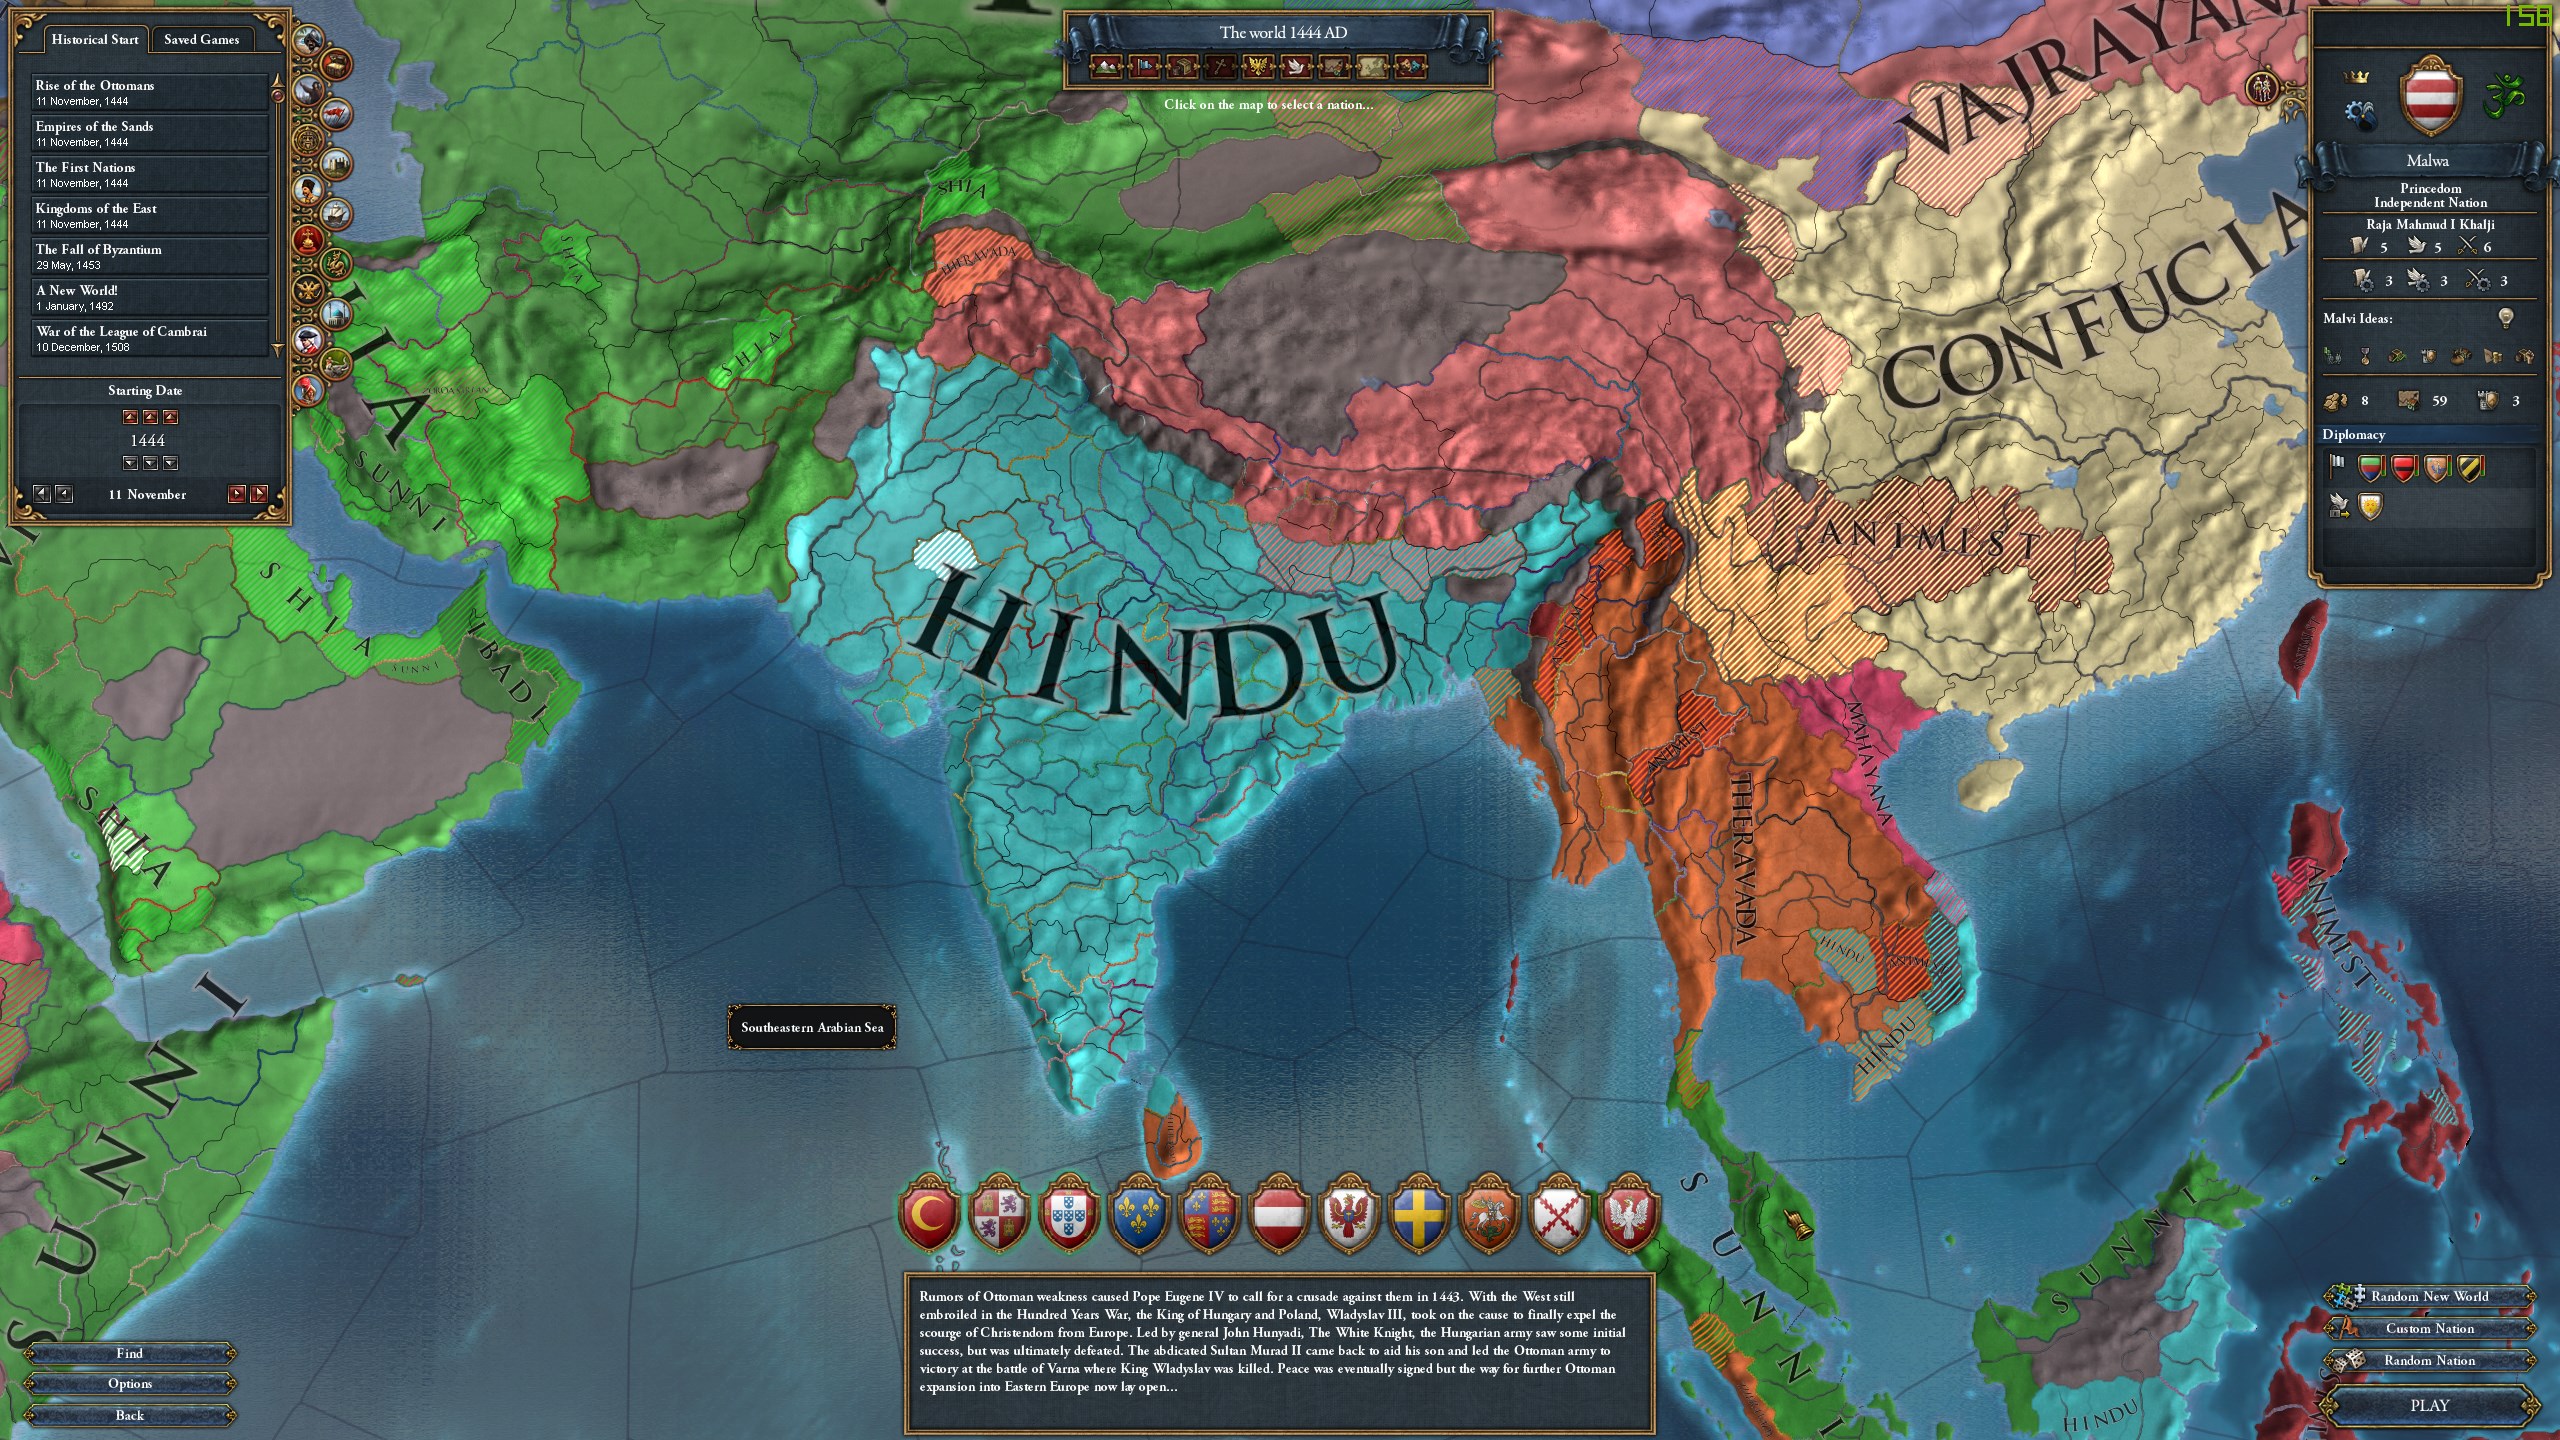 Historical Start
Saved Games
Rise of the Ottomans
11 November, 1444
Empires of the Sands
11 November, 1444
The First Nations
11 November, 1444
Kingdoms of the East
11 November, 1444
The Fall of Byzantium
29 May, 1453
A New World!
1 January, 1492
War of the League of Cambrai
10 December, 1508
Starting Date
1444
11 November
The world 1444 AD
Click on the map to select a nation...
158
Malwa
Princedom
Independent Nation
Raja Mahmud I Khalji
5 5 6
3 3 3
Malvi Ideas:
8 59 3
Diplomacy
VAJRAYANA
CONFUCIAN
SHIA
THERAVADA
SHIA
SHIA
ZOROASTRIAN
SUNNI
ANIMIST
SHIA
SUNNI
IBADI
HINDU
MAHAYANA
ANIMIST
THERAVADA
SHIA
HINDU
ANIMIST
HINDU
ANIMIST
SUNNI
SUNNI
SUNNI
HINDU
Southeastern Arabian Sea
Rumors of Ottoman weakness caused Pope Eugene IV to call for a crusade against them in 1443. With the West still
embroiled in the Hundred Years War, the King of Hungary and Poland, Wladyslav III, took on the cause to finally expel the
scourge of Christendom from Europe. Led by general John Hunyadi, The White Knight, the Hungarian army saw some initial
success, but was ultimately defeated. The abdicated Sultan Murad II came back to aid his son and led the Ottoman army to
victory at the battle of Varna where King Wladyslav was killed. Peace was eventually signed but the way for further Ottoman
expansion into Eastern Europe now lay open...
Find
Options
Back
Random New World
Custom Nation
Random Nation
PLAY